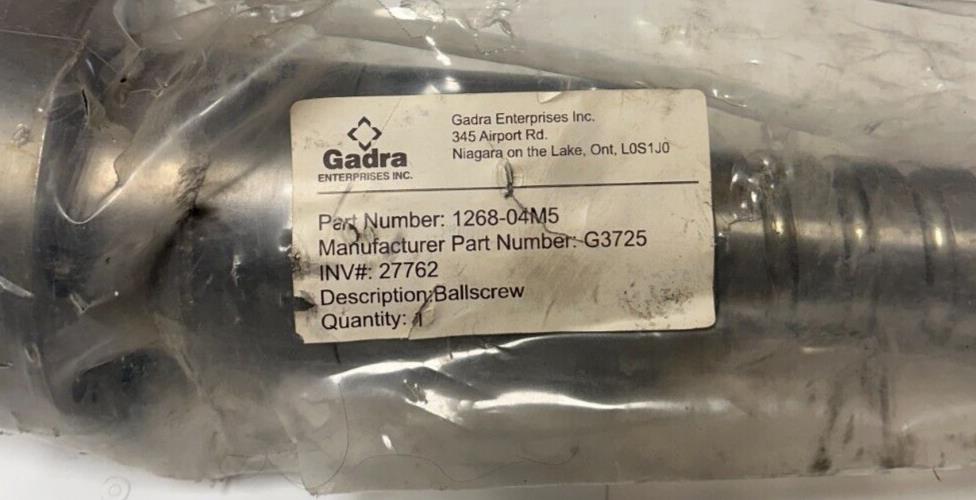 Gadra
ENTERPRISES INC.
Gadra Enterprises Inc.
345 Airport Rd.
Niagara on the Lake, Ont, L0S1J0
Part Number: 1268-04M5
Manufacturer Part Number: G3725
INV#: 27762
Description:Ballscrew
Quantity: 1